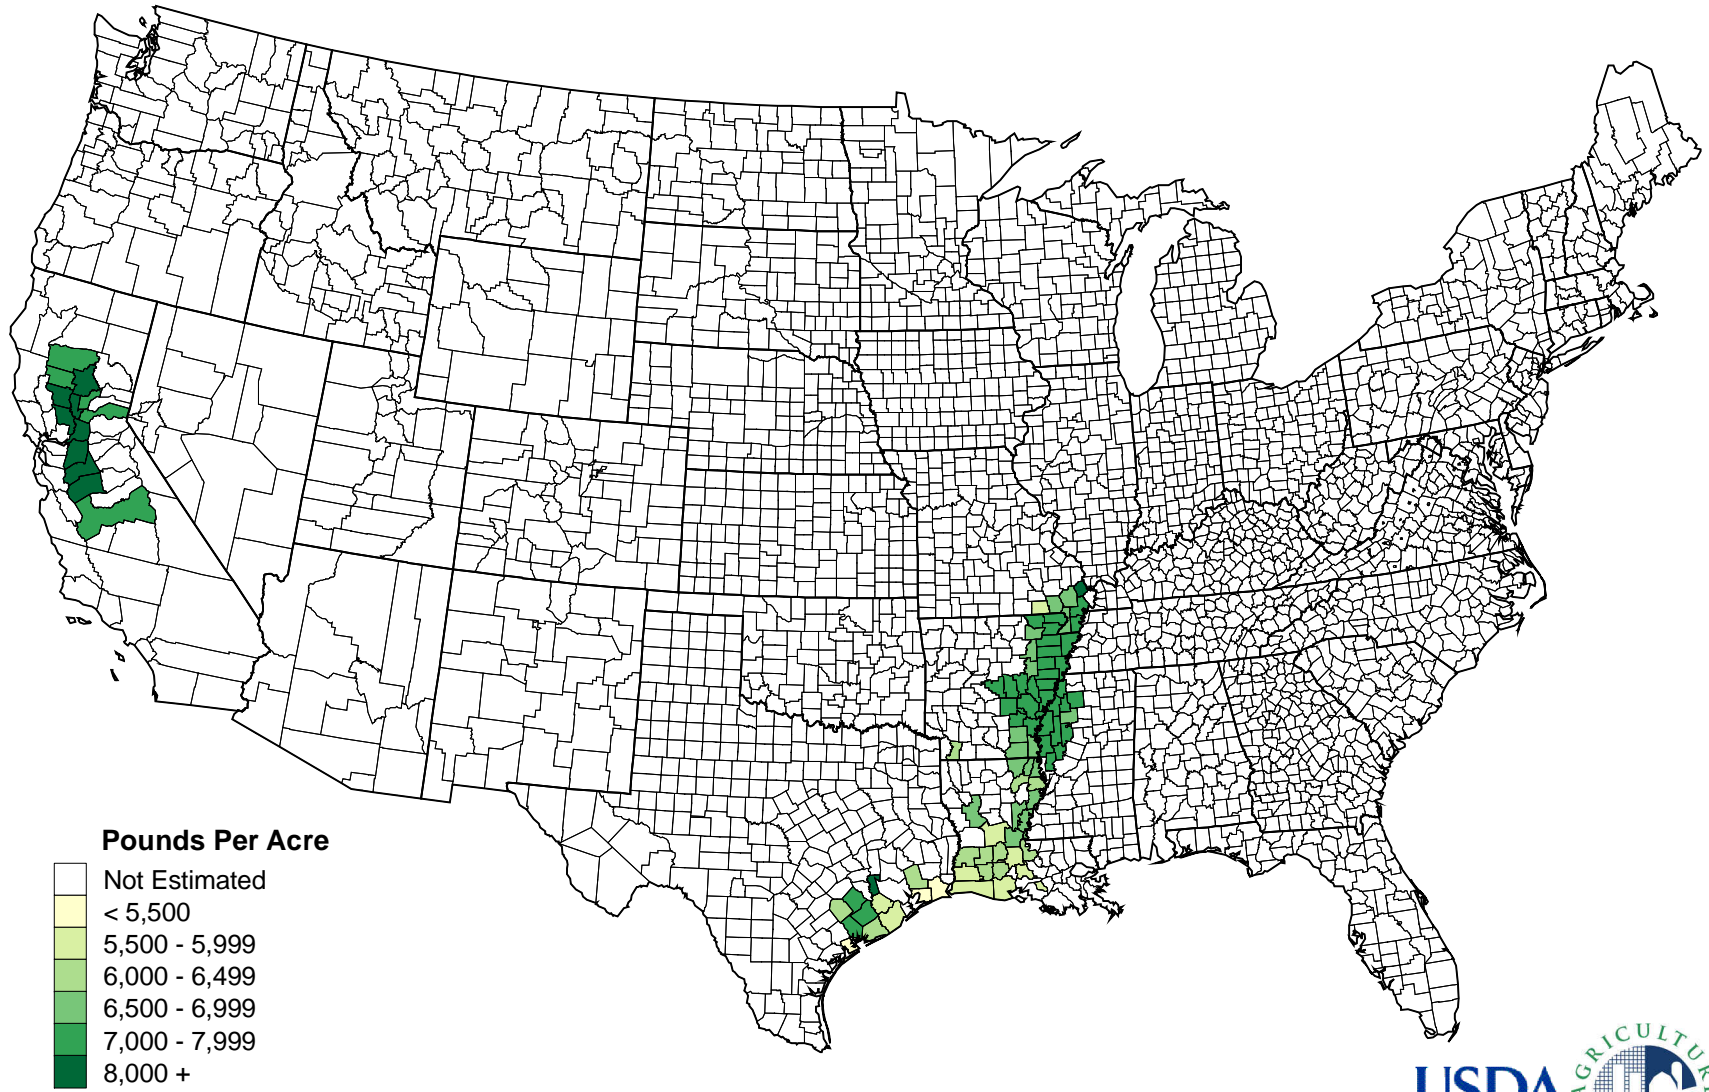 Pounds Per Acre
Not Estimated
< 5,500
5,500 - 5,999
6,000 - 6,499
6,500 - 6,999
7,000 - 7,999
8,000 +
USDA
AGRICULTUR